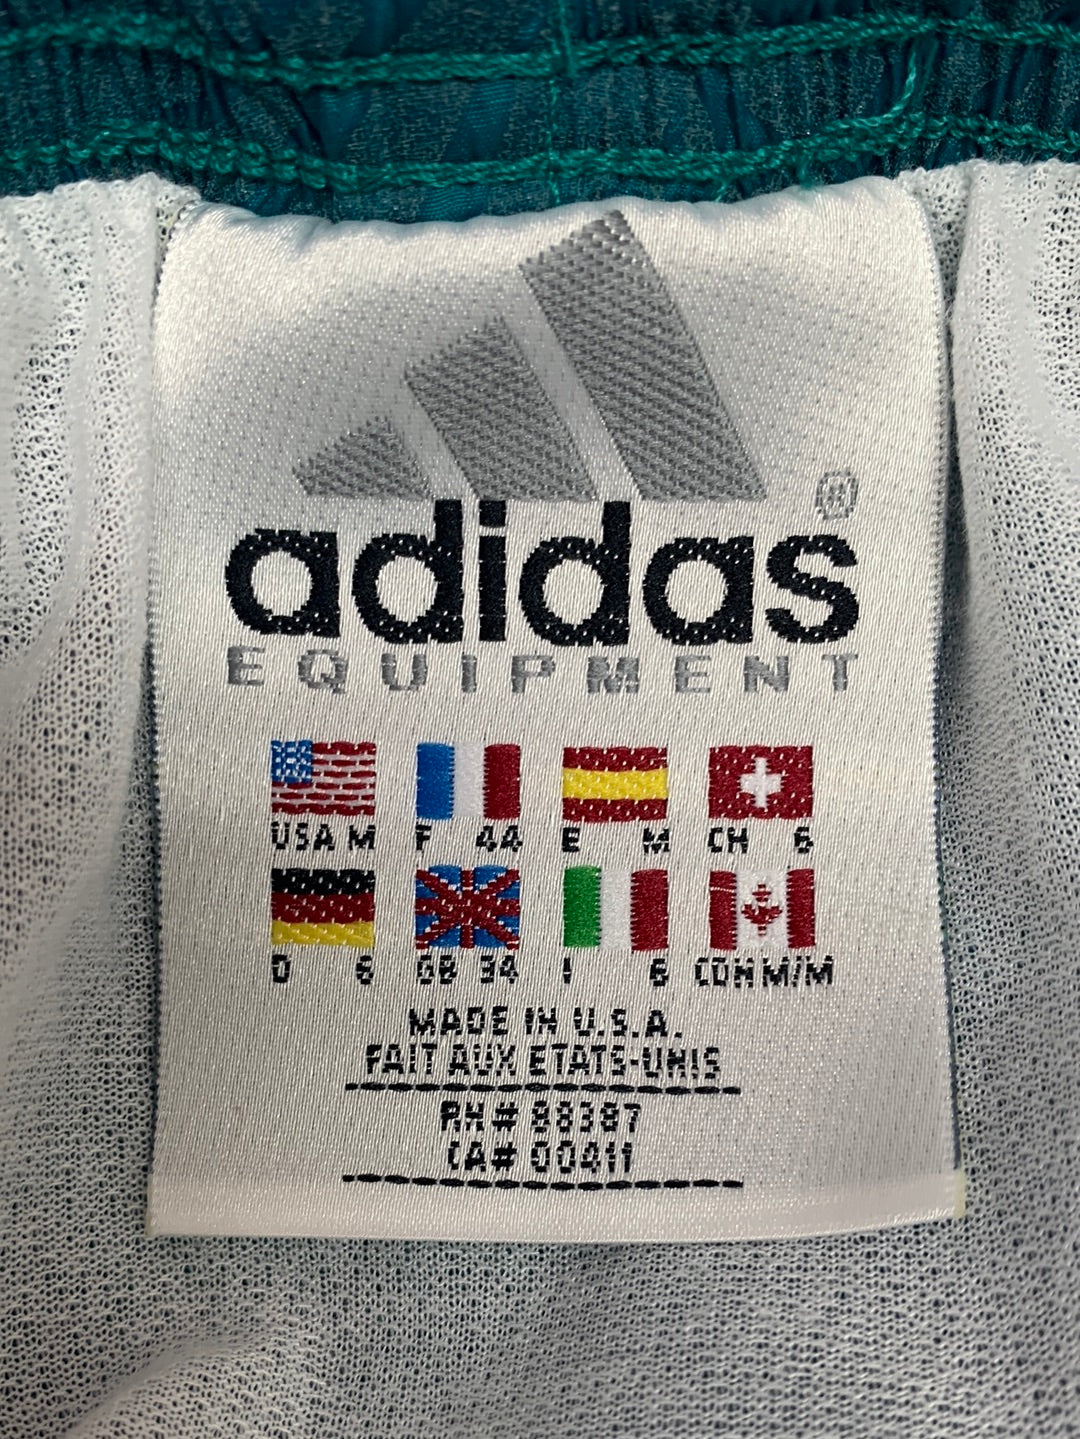 ®
adidas
EQUIPMENT
USA M F 44 E M CH 6
D 6 GB 34 I 6 CDN M/M
MADE IN U.S.A.
FAIT AUX ETATS-UNIS
RN# 88387
CA# 00411